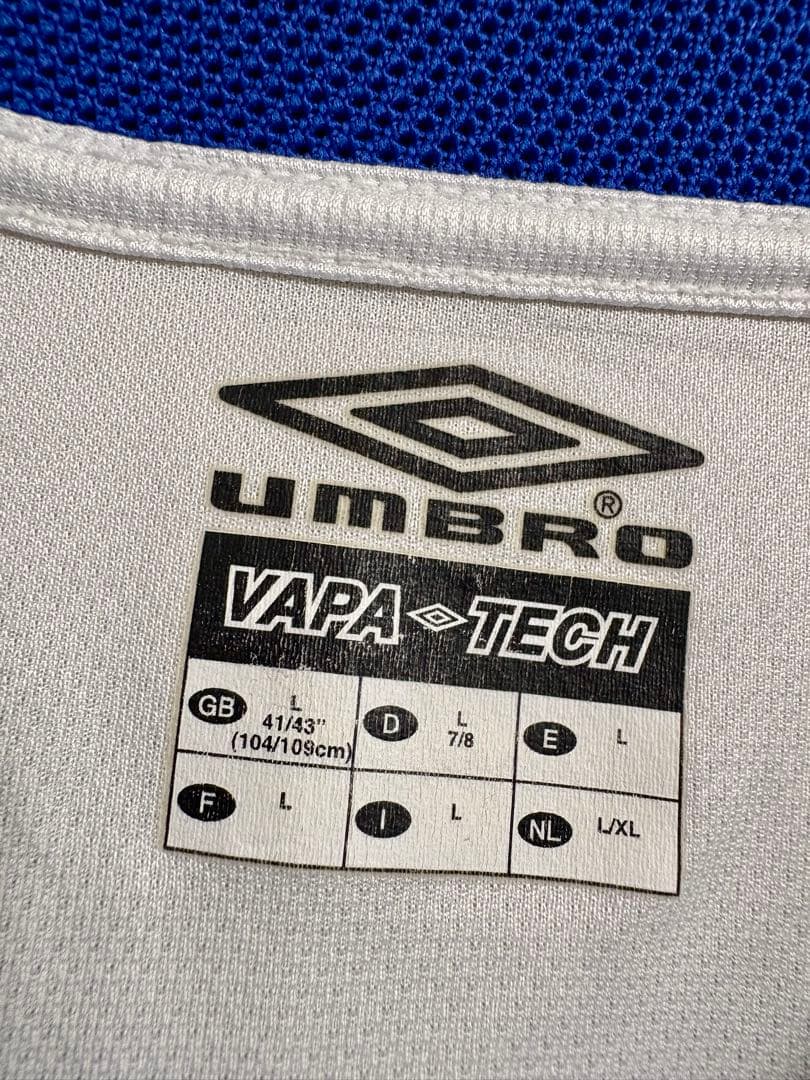 UMBRO®
VAPA TECH
GB L
41/43"
(104/109cm)
D L
7/8
E L
F L
I L
NL L/XL